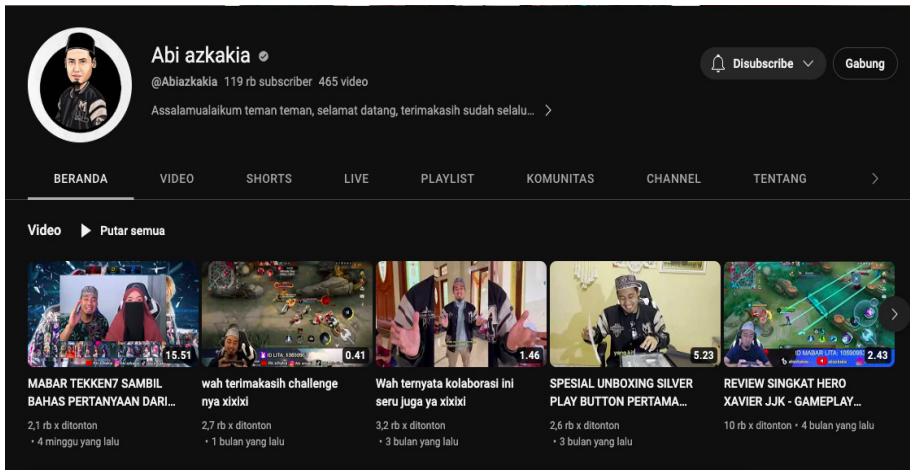 Abi azkakia
@Abiazkakia 119 rb subscriber 465 video
Assalamualaikum teman teman, selamat datang, terimakasih sudah selalu...
Disubscribe
Gabung
BERANDA VIDEO SHORTS LIVE PLAYLIST KOMUNITAS CHANNEL TENTANG
Video Putar semua
15.51
0.41
1.46
5.23
2.43
MABAR TEKKEN7 SAMBIL
BAHAS PERTANYAAN DARI...
2,1 rb x ditonton
• 4 minggu yang lalu
wah terimakasih challenge
nya xixixi
2,7 rb x ditonton
• 1 bulan yang lalu
Wah ternyata kolaborasi ini
seru juga ya xixixi
3,2 rb x ditonton
• 3 bulan yang lalu
SPESIAL UNBOXING SILVER
PLAY BUTTON PERTAMA...
2,6 rb x ditonton
• 3 bulan yang lalu
REVIEW SINGKAT HERO
XAVIER JJK - GAMEPLAY...
10 rb x ditonton • 4 bulan yang lalu